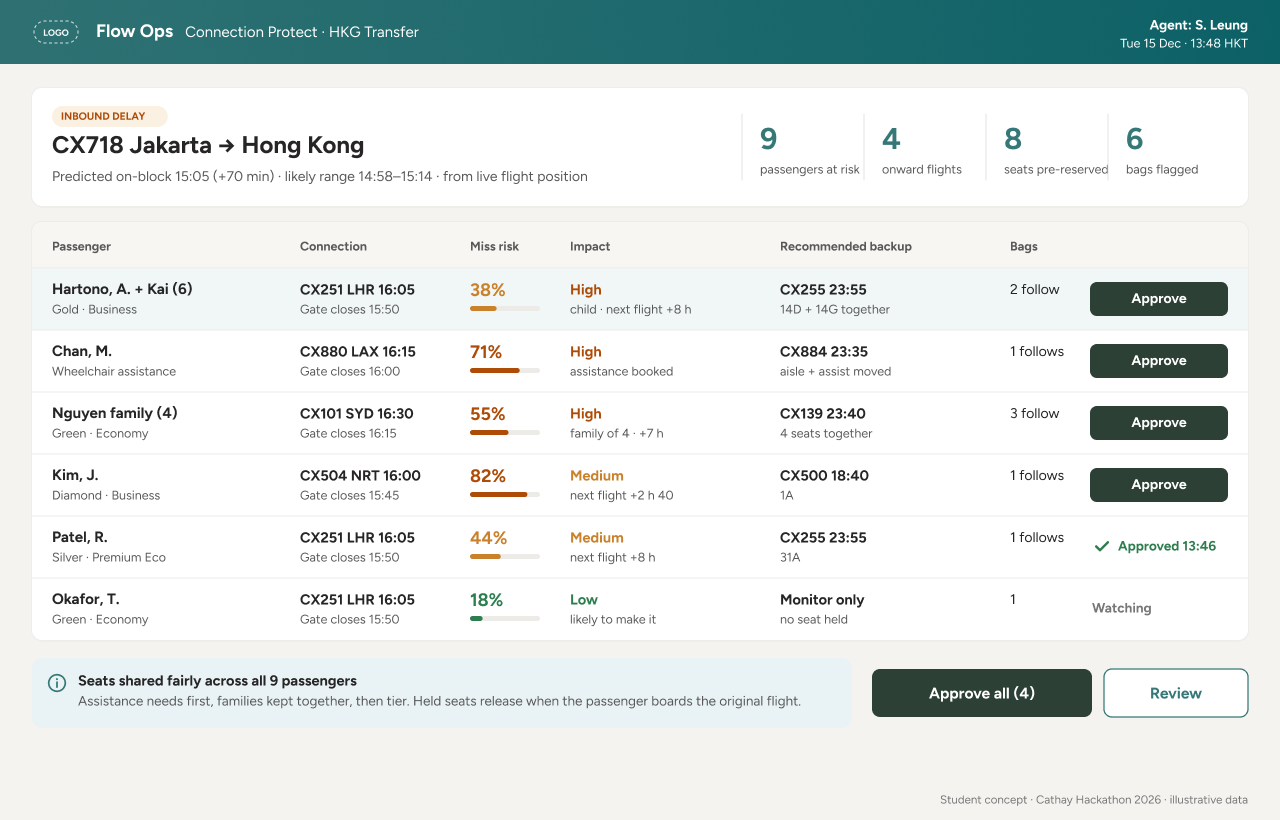 LOGO
Flow Ops
Connection Protect · HKG Transfer
Agent: S. Leung
Tue 15 Dec · 13:48 HKT
INBOUND DELAY
CX718 Jakarta → Hong Kong
Predicted on-block 15:05 (+70 min) · likely range 14:58–15:14 · from live flight position
9
passengers at risk
4
onward flights
8
seats pre-reserved
6
bags flagged
Passenger
Connection
Miss risk
Impact
Recommended backup
Bags
Hartono, A. + Kai (6)
Gold · Business
CX251 LHR 16:05
Gate closes 15:50
38%
High
child · next flight +8 h
CX255 23:55
14D + 14G together
2 follow
Approve
Chan, M.
Wheelchair assistance
CX880 LAX 16:15
Gate closes 16:00
71%
High
assistance booked
CX884 23:35
aisle + assist moved
1 follows
Approve
Nguyen family (4)
Green · Economy
CX101 SYD 16:30
Gate closes 16:15
55%
High
family of 4 · +7 h
CX139 23:40
4 seats together
3 follow
Approve
Kim, J.
Diamond · Business
CX504 NRT 16:00
Gate closes 15:45
82%
Medium
next flight +2 h 40
CX500 18:40
1A
1 follows
Approve
Patel, R.
Silver · Premium Eco
CX251 LHR 16:05
Gate closes 15:50
44%
Medium
next flight +8 h
CX255 23:55
31A
1 follows
Approved 13:46
Okafor, T.
Green · Economy
CX251 LHR 16:05
Gate closes 15:50
18%
Low
likely to make it
Monitor only
no seat held
1
Watching
Seats shared fairly across all 9 passengers
Assistance needs first, families kept together, then tier. Held seats release when the passenger boards the original flight.
Approve all (4)
Review
Student concept · Cathay Hackathon 2026 · illustrative data